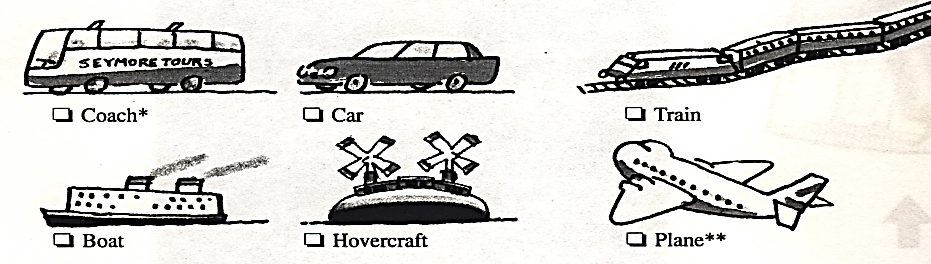 SEYMORE TOURS
☐ Coach*
☐ Car
☐ Train
☐ Boat
☐ Hovercraft
☐ Plane**